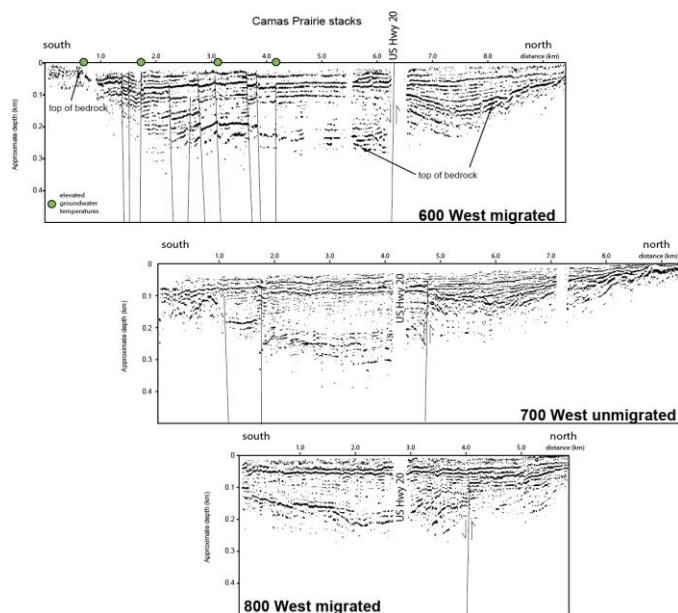 Camas Prairie stacks
south
US Hwy 20
north
distance (km)
0
1.0
2.0
3.0
4.0
5.0
6.0
7.0
8.0
0
0.1
0.2
0.3
0.4
Approximate depth (km)
top of bedrock
top of bedrock
elevated
groundwater
temperatures
600 West migrated
south
north
distance (km)
1.0
2.0
3.0
4.0
5.0
6.0
7.0
8.0
0
0.1
0.2
0.3
0.4
Approximate depth (km)
US Hwy 20
700 West unmigrated
south
north
distance (km)
1.0
2.0
3.0
4.0
5.0
0
0.1
0.2
0.3
0.4
Approximate depth (km)
US Hwy 20
800 West migrated